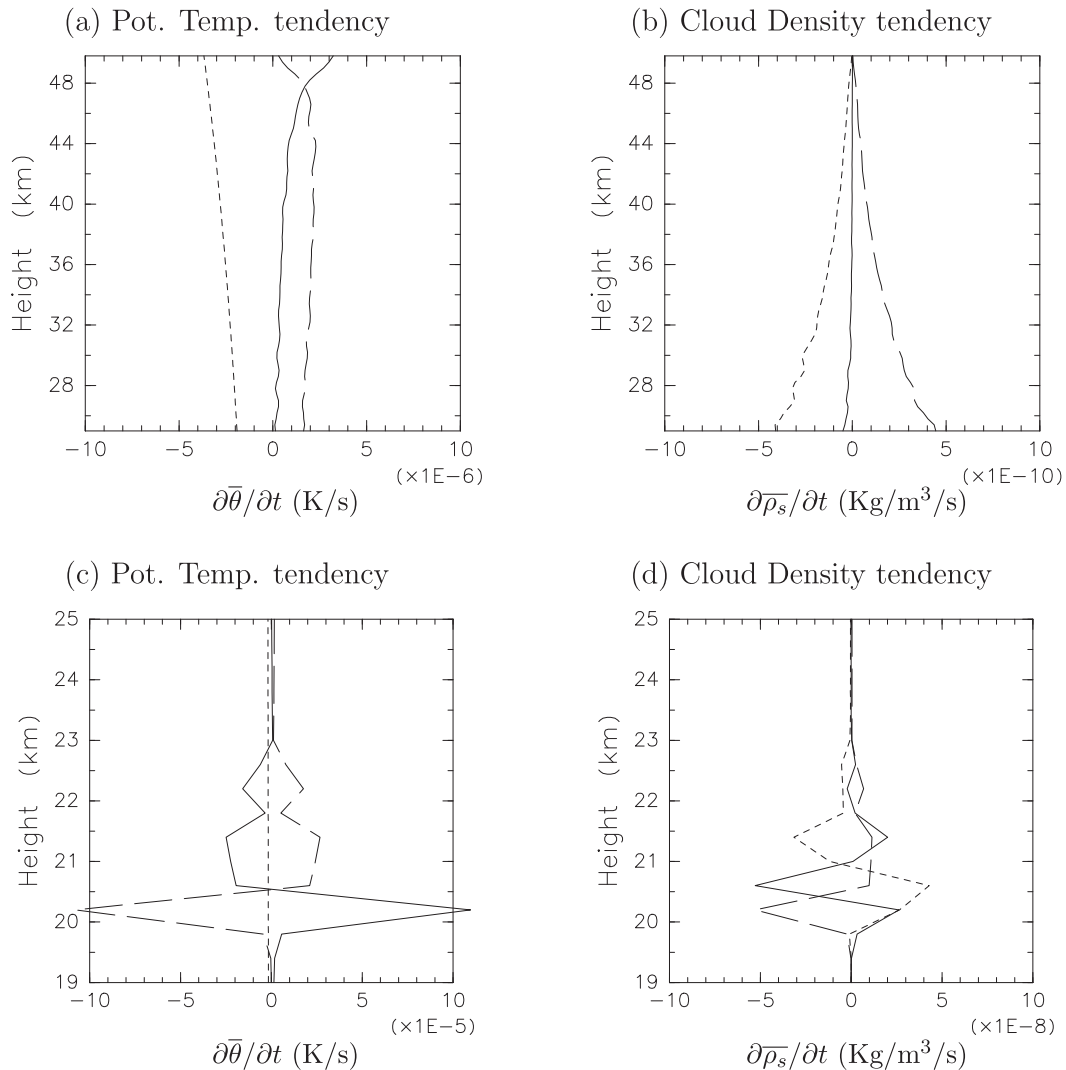 (a) Pot. Temp. tendency
48
44
40
36
32
28
Height (km)
−10 −5 0 5 10
(×1E−6)
∂θ̅/∂t (K/s)
(b) Cloud Density tendency
48
44
40
36
32
28
Height (km)
−10 −5 0 5 10
(×1E−10)
∂ρ̅ₛ̅/∂t (Kg/m³/s)
(c) Pot. Temp. tendency
25
24
23
22
21
20
19
Height (km)
−10 −5 0 5 10
(×1E−5)
∂θ̅/∂t (K/s)
(d) Cloud Density tendency
25
24
23
22
21
20
19
Height (km)
−10 −5 0 5 10
(×1E−8)
∂ρ̅ₛ̅/∂t (Kg/m³/s)